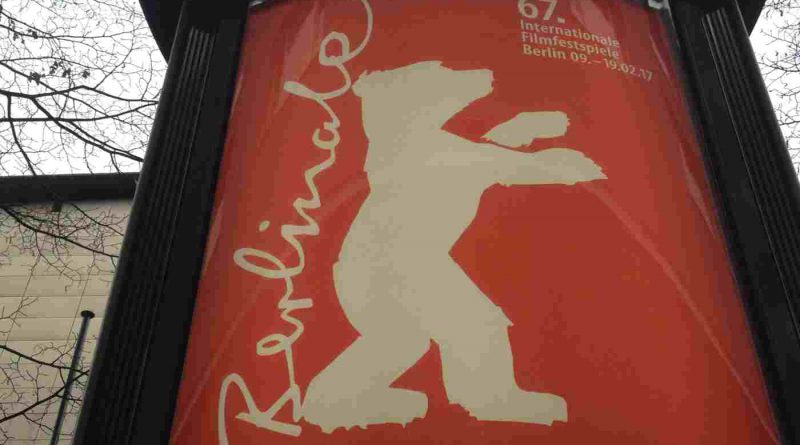 67.
Internationale
Filmfestspiele
Berlin 09.–19.02.17
Berlinale